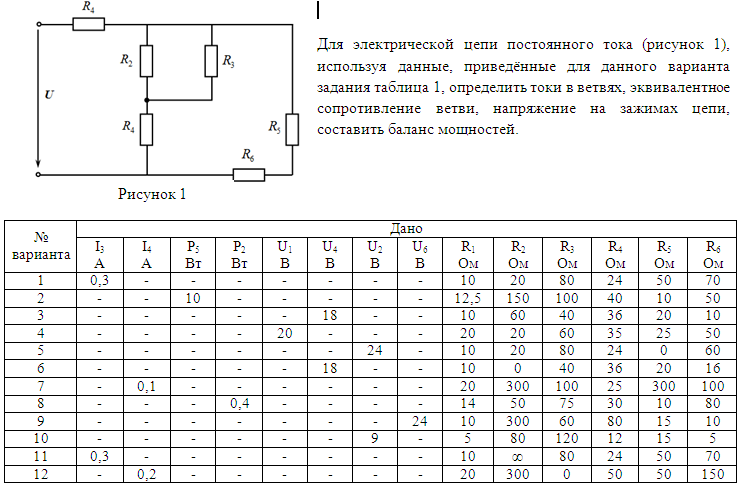 R4
R2
R3
U
R4
R5
R6
Рисунок 1
Для электрической цепи постоянного тока (рисунок 1),
используя данные, приведённые для данного варианта
задания таблица 1, определить токи в ветвях, эквивалентное
сопротивление ветви, напряжение на зажимах цепи,
составить баланс мощностей.
№ варианта Дано
I3 А I4 А P5 Вт P2 Вт U1 В U4 В U2 В U6 В R1 Ом R2 Ом R3 Ом R4 Ом R5 Ом R6 Ом
1 0,3 - - - - - - - 10 20 80 24 50 70
2 - - 10 - - - - - 12,5 150 100 40 10 50
3 - - - - - 18 - - 10 60 40 36 20 10
4 - - - - 20 - - - 20 20 60 35 25 50
5 - - - - - - 24 - 10 20 80 24 0 60
6 - - - - - 18 - - 10 0 40 36 20 16
7 - 0,1 - - - - - - 20 300 100 25 300 100
8 - - - 0,4 - - - - 14 50 75 30 10 80
9 - - - - - - - 24 10 300 60 80 15 10
10 - - - - - - 9 - 5 80 120 12 15 5
11 0,3 - - - - - - - 10 ∞ 80 24 50 70
12 - 0,2 - - - - - - 20 300 0 50 50 150